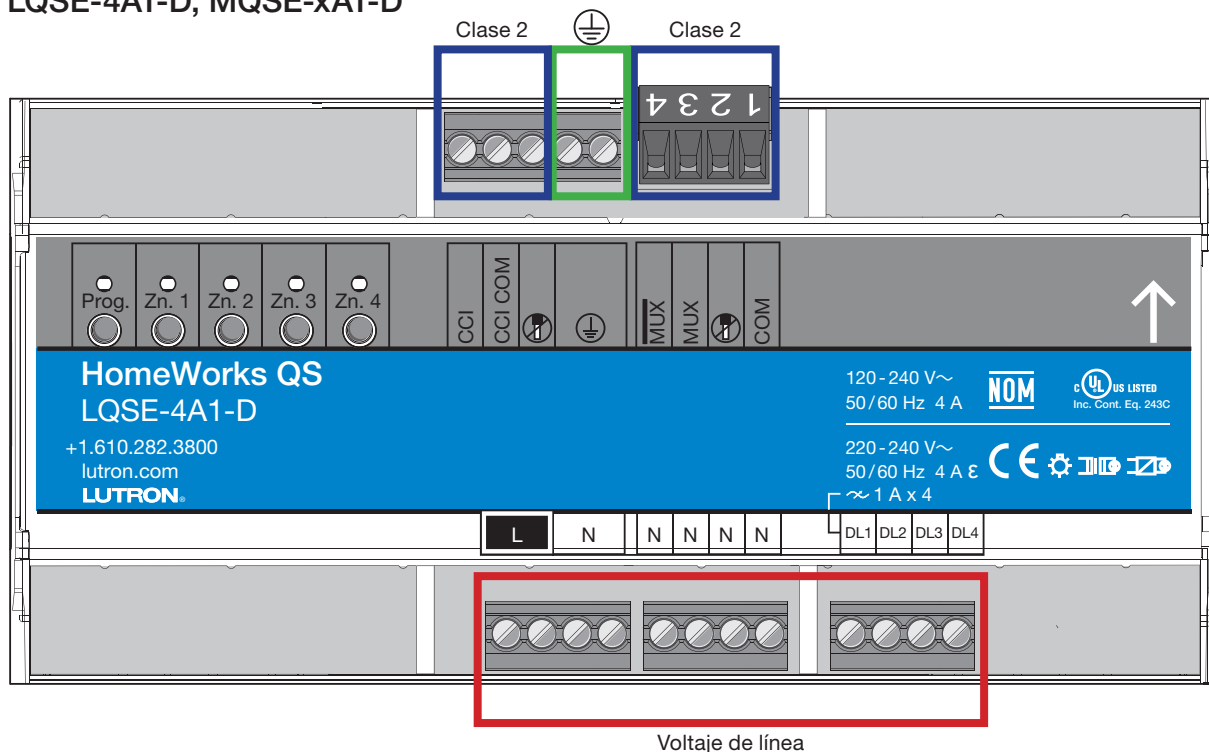 LQSE-4A1-D, MQSE-xA1-D
Clase 2
Clase 2
4 3 2 1
Prog.
Zn. 1
Zn. 2
Zn. 3
Zn. 4
CCI
CCI COM
MUX
MUX
COM
HomeWorks QS
LQSE-4A1-D
+1.610.282.3800
lutron.com
LUTRON®
120-240 V~
50/60 Hz 4 A
NOM
C UL US LISTED
Inc. Cont. Eq. 243C
220-240 V~
50/60 Hz 4 A ε
CE
1 A x 4
L
N
N
N
N
N
DL1
DL2
DL3
DL4
Voltaje de línea